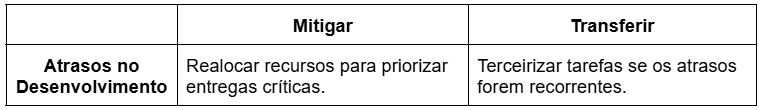 Mitigar Transferir
Atrasos no
Desenvolvimento
Realocar recursos para priorizar
entregas críticas.
Terceirizar tarefas se os atrasos
forem recorrentes.